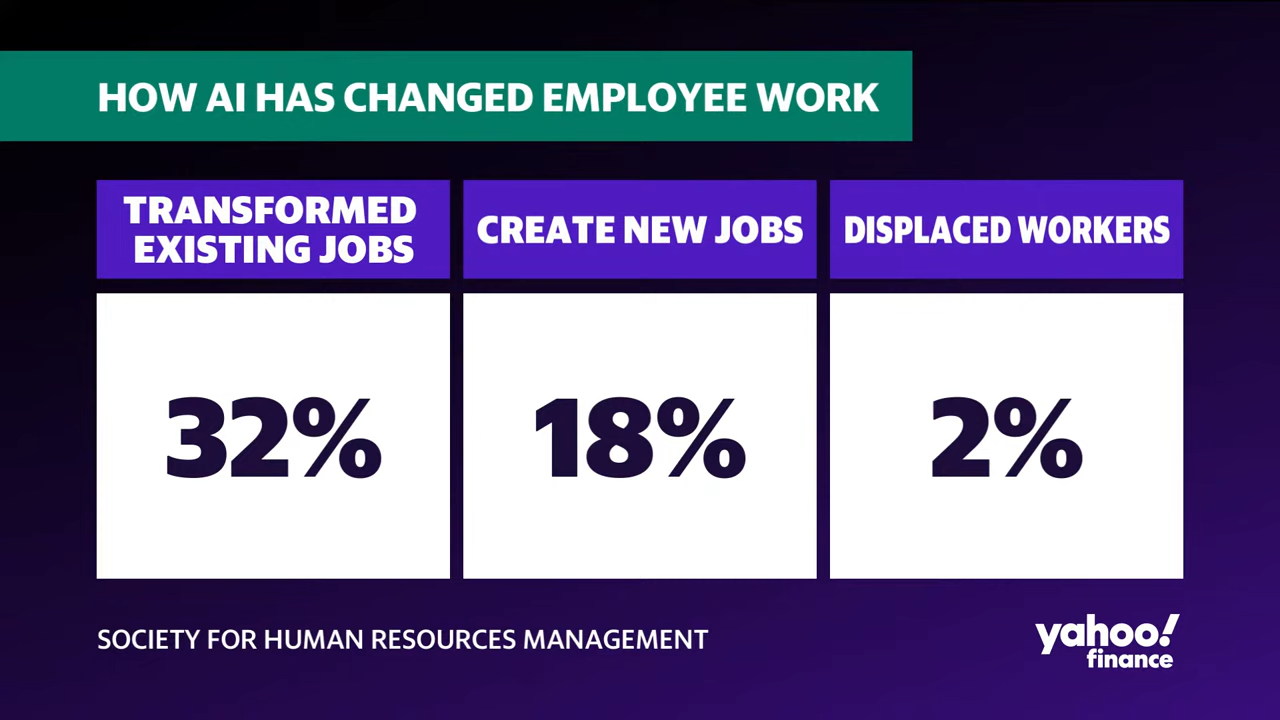 HOW AI HAS CHANGED EMPLOYEE WORK
TRANSFORMED
EXISTING JOBS
CREATE NEW JOBS
DISPLACED WORKERS
32%
18%
2%
SOCIETY FOR HUMAN RESOURCES MANAGEMENT
yahoo!
finance